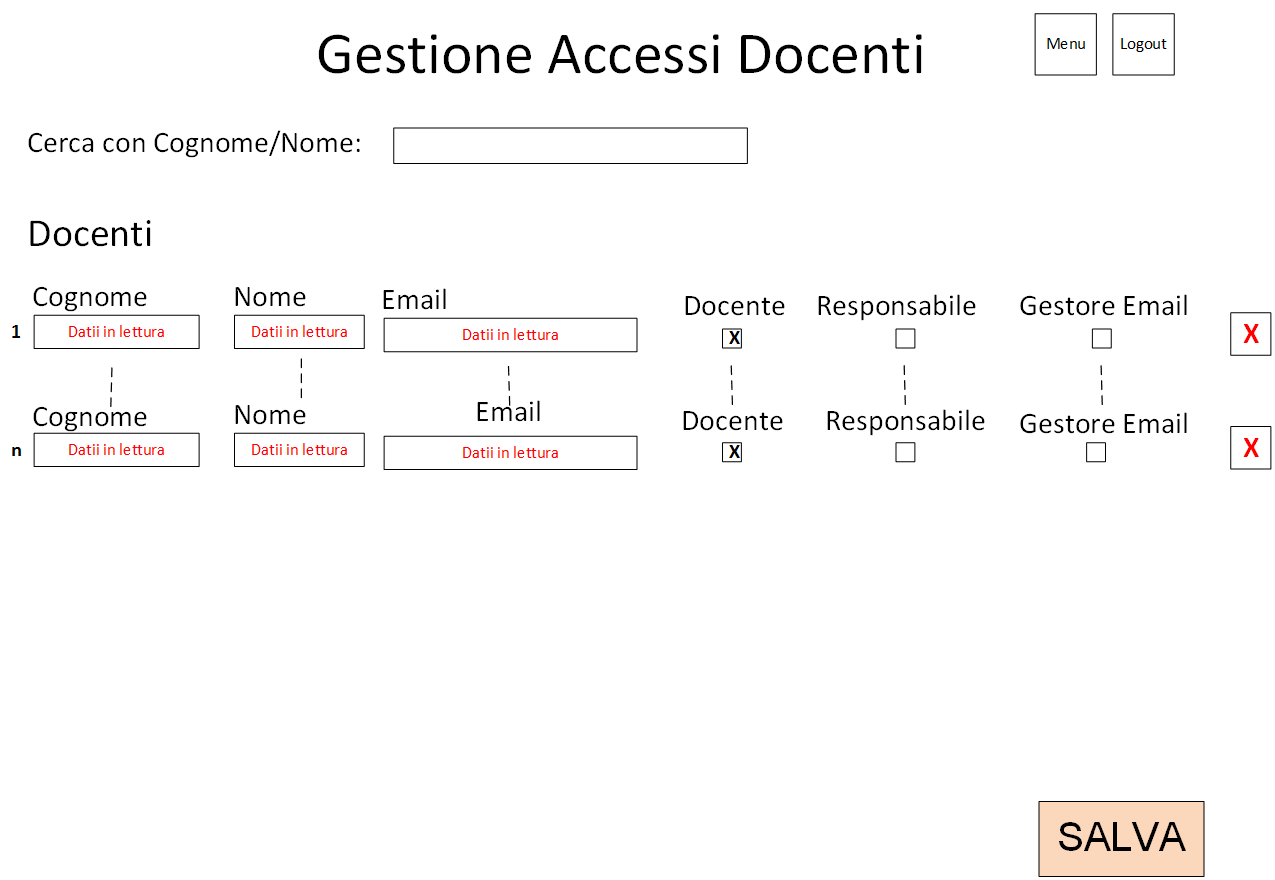 Gestione Accessi Docenti
Menu
Logout
Cerca con Cognome/Nome:
Docenti
Cognome Nome Email Docente Responsabile Gestore Email
1 Datii in lettura Datii in lettura Datii in lettura X X
Cognome Nome Email Docente Responsabile Gestore Email
n Datii in lettura Datii in lettura Datii in lettura X X
SALVA